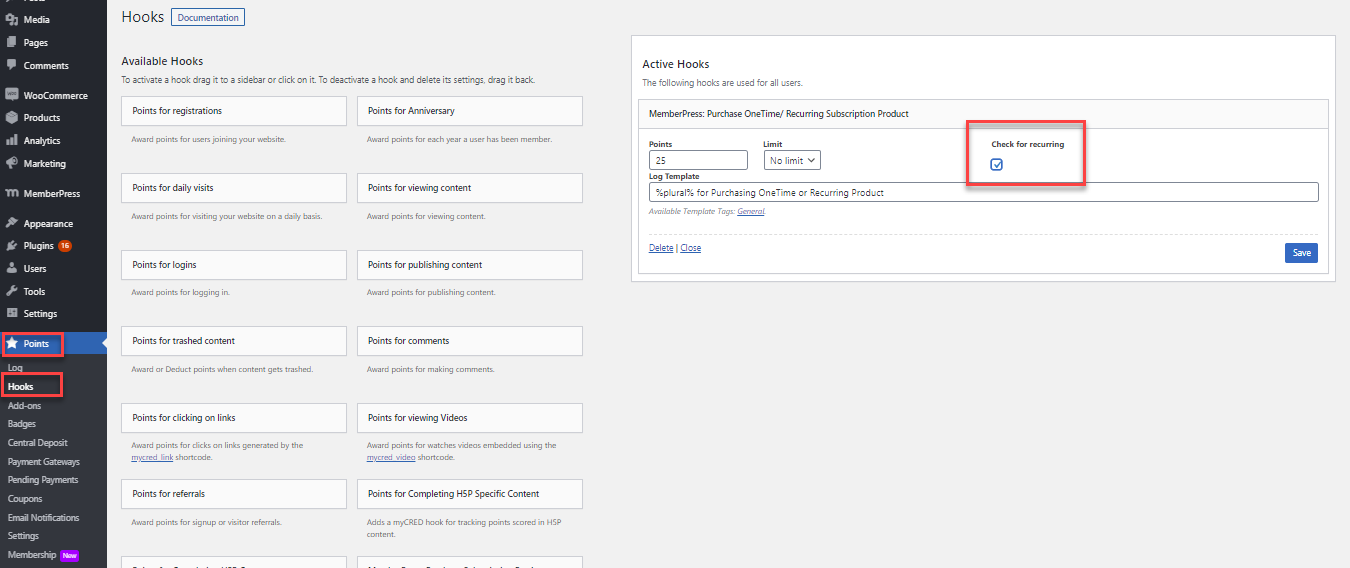 Media
Pages
Comments
WooCommerce
Products
Analytics
Marketing
MemberPress
Appearance
Plugins 16
Users
Tools
Settings
Points
Log
Hooks
Add-ons
Badges
Central Deposit
Payment Gateways
Pending Payments
Coupons
Email Notifications
Settings
Membership New
Hooks Documentation
Available Hooks
To activate a hook drag it to a sidebar or click on it. To deactivate a hook and delete its settings, drag it back.
Points for registrations
Award points for users joining your website.
Points for Anniversary
Award points for each year a user has been member.
Points for daily visits
Award points for visiting your website on a daily basis.
Points for viewing content
Award points for viewing content.
Points for logins
Award points for logging in.
Points for publishing content
Award points for publishing content.
Points for trashed content
Award or Deduct points when content gets trashed.
Points for comments
Award points for making comments.
Points for clicking on links
Award points for clicks on links generated by the
mycred_link shortcode.
Points for viewing Videos
Award points for watches videos embedded using the
mycred_video shortcode.
Points for referrals
Award points for signup or visitor referrals.
Points for Completing H5P Specific Content
Adds a myCRED hook for tracking points scored in H5P
content.
Active Hooks
The following hooks are used for all users.
MemberPress: Purchase OneTime/ Recurring Subscription Product
Points Limit Check for recurring
25 No limit
Log Template
%plural% for Purchasing OneTime or Recurring Product
Available Template Tags: General.
Delete | Close
Save